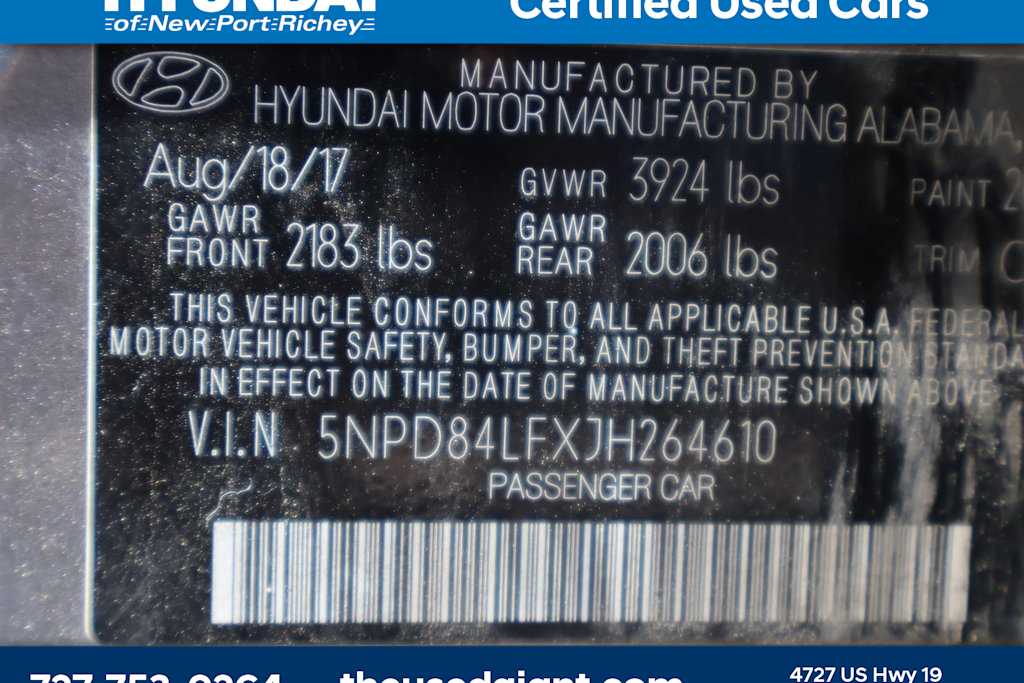 HYUNDAI
of New Port Richey
Certified Used Cars
MANUFACTURED BY
HYUNDAI MOTOR MANUFACTURING ALABAMA,
Aug/18/17
GVWR 3924 lbs
PAINT 2
GAWR FRONT 2183 lbs
GAWR REAR 2006 lbs
TRIM C
THIS VEHICLE CONFORMS TO ALL APPLICABLE U.S.A. FEDERAL
MOTOR VEHICLE SAFETY, BUMPER, AND THEFT PREVENTION STANDA
IN EFFECT ON THE DATE OF MANUFACTURE SHOWN ABOVE
V.I.N 5NPD84LFXJH264610
PASSENGER CAR
4727 US Hwy 19